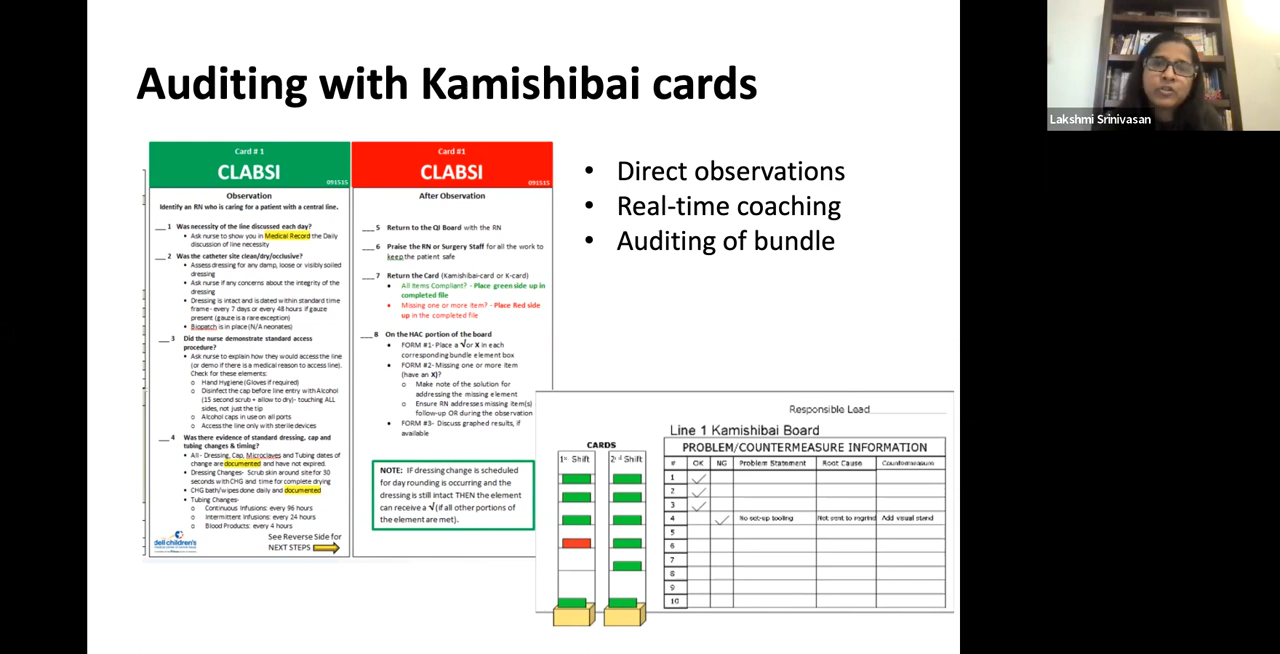 Auditing with Kamishibai cards
Lakshmi Srinivasan
Card # 1
CLABSI
091515
Observation
Identify an RN who is caring for a patient with a central line.
___ 1 Was necessity of the line discussed each day?
• Ask nurse to show you in Medical Record the Daily
discussion of line necessity
___ 2 Was the catheter site clean/dry/occlusive?
• Assess dressing for any damp, loose or visibly soiled
dressing
• Ask nurse if any concerns about the integrity of the
dressing
• Dressing is intact and is dated within standard time
frame- every 7 days or every 48 hours if gauze
present (gauze is a rare exception)
• Biopatch is in place (N/A neonates)
___ 3 Did the nurse demonstrate standard access
procedure?
• Ask nurse to explain how they would access the line
(or demo if there is a medical reason to access line).
Check for these elements:
o Hand Hygiene (Gloves if required)
o Disinfect the cap before line entry with Alcohol
(15 second scrub + allow to dry)- touching ALL
sides, not just the tip
o Alcohol caps in use on all ports
o Access the line only with sterile devices
___ 4 Was there evidence of standard dressing, cap and
tubing changes & timing?
• All - Dressing, Cap, Microclaves and Tubing dates of
change are documented and have not expired.
• Dressing Changes- Scrub skin around site for 30
seconds with CHG and time for complete drying
• CHG bath/wipes done daily and documented
• Tubing Changes-
o Continuous Infusions: every 96 hours
o Intermittent Infusions: every 24 hours
o Blood Products: every 4 hours
dell children's
See Reverse Side for
NEXT STEPS
Card #1
CLABSI
091515
After Observation
___ 5 Return to the QI Board with the RN
___ 6 Praise the RN or Surgery Staff for all the work to
keep the patient safe
___ 7 Return the Card (Kamishibai-card or K-card)
• All Items Compliant? - Place green side up in
completed file
• Missing one or more item? - Place Red side
up in the completed file
___ 8 On the HAC portion of the board
• FORM #1- Place a √ or X in each
corresponding bundle element box
• FORM #2- Missing one or more item
(have an X)?
o Make note of the solution for
addressing the missing element
o Ensure RN addresses missing item(s)
follow-up OR during the observation
• FORM #3- Discuss graphed results, if
available
NOTE: IF dressing change is scheduled
for day rounding is occurring and the
dressing is still intact THEN the element
can receive a √ (if all other portions of
the element are met).
• Direct observations
• Real-time coaching
• Auditing of bundle
CARDS
1st Shift 2nd Shift
Responsible Lead
Line 1 Kamishibai Board
PROBLEM/COUNTERMEASURE INFORMATION
# OK NG Problem Statement Root Cause Countermeasure
1 ✓
2 ✓
3 ✓
4 ✓ No set-up tooling Not sent to regrind Add visual stand
5
6
7
8
9
10